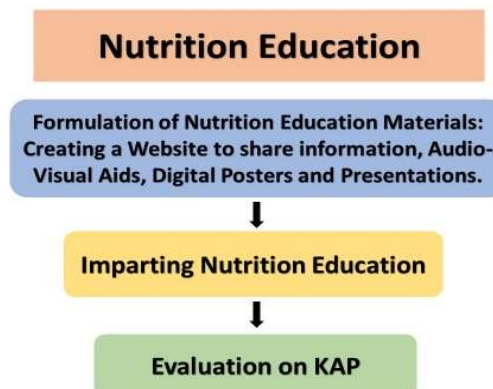 Nutrition Education
Formulation of Nutrition Education Materials:
Creating a Website to share information, Audio-
Visual Aids, Digital Posters and Presentations.
Imparting Nutrition Education
Evaluation on KAP